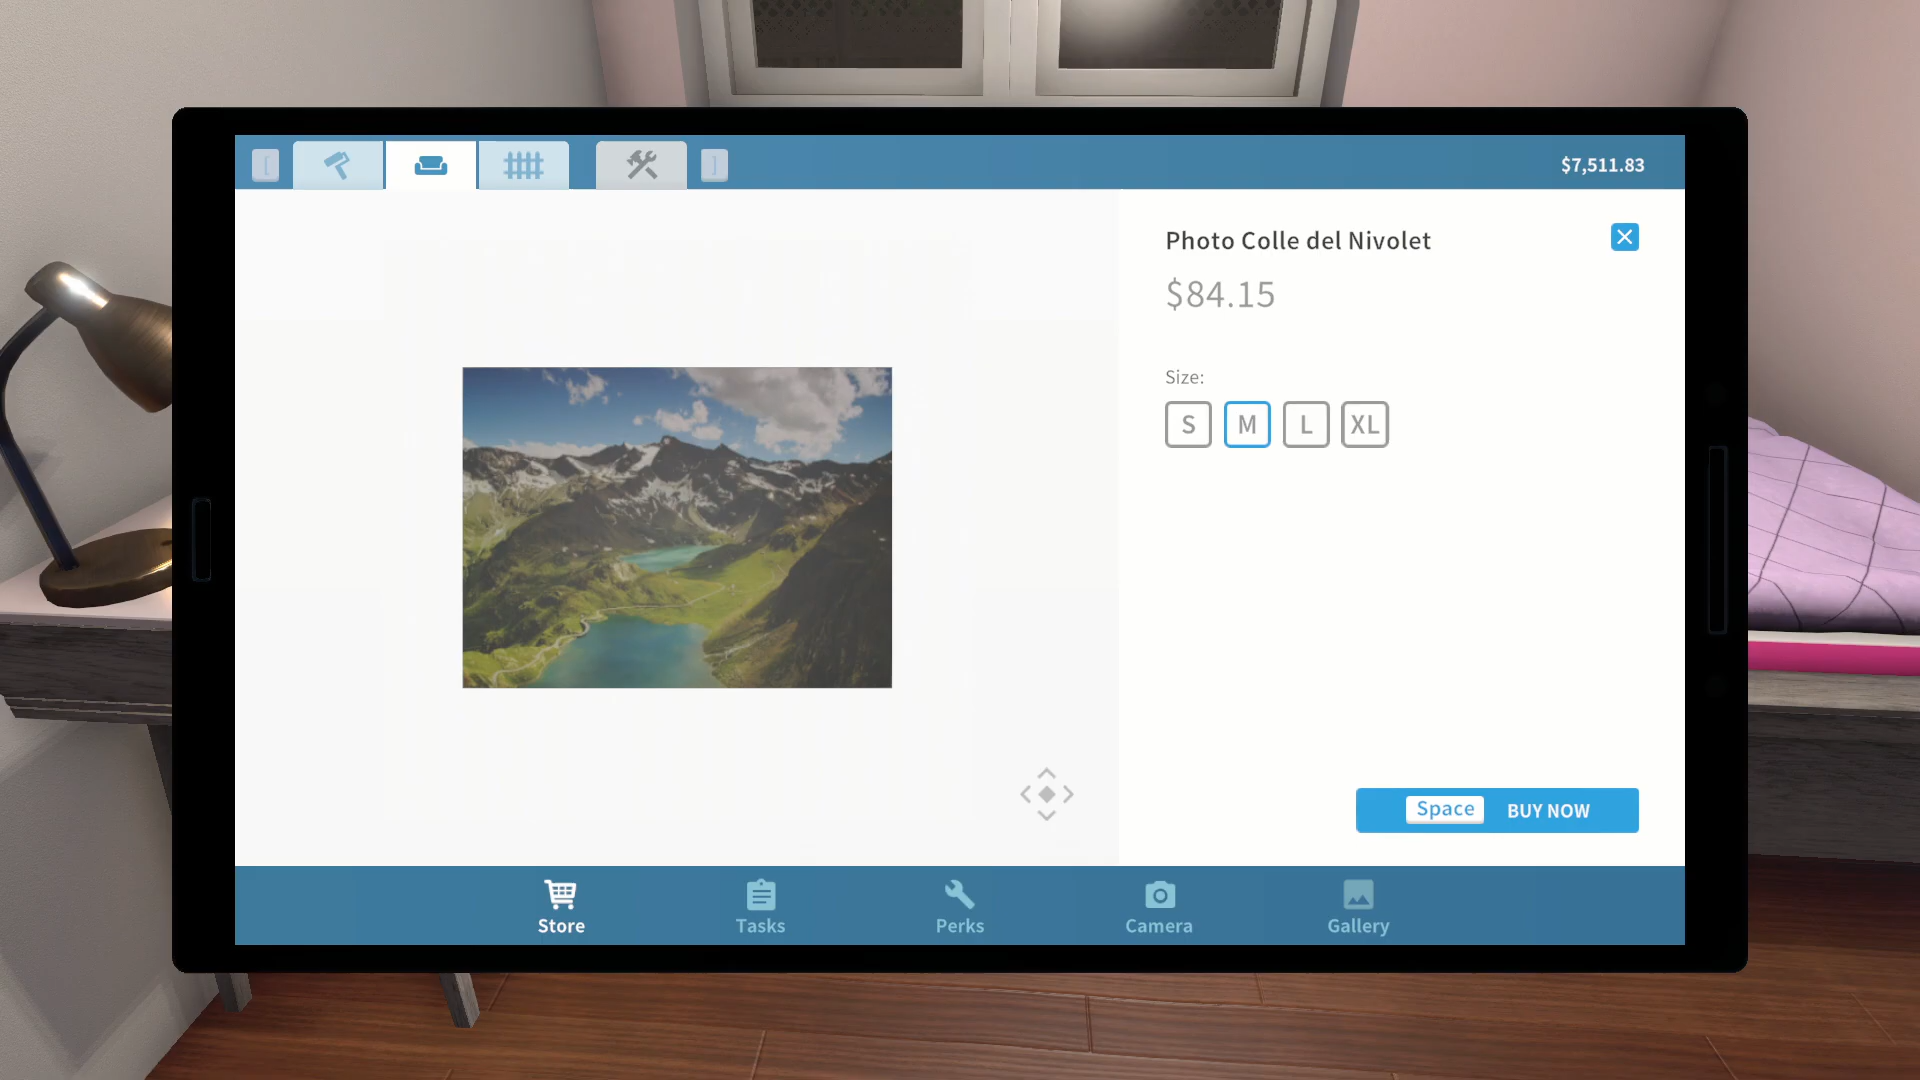 [
]
$7,511.83
Photo Colle del Nivolet
$84.15
Size:
S M L XL
Space BUY NOW
Store Tasks Perks Camera Gallery